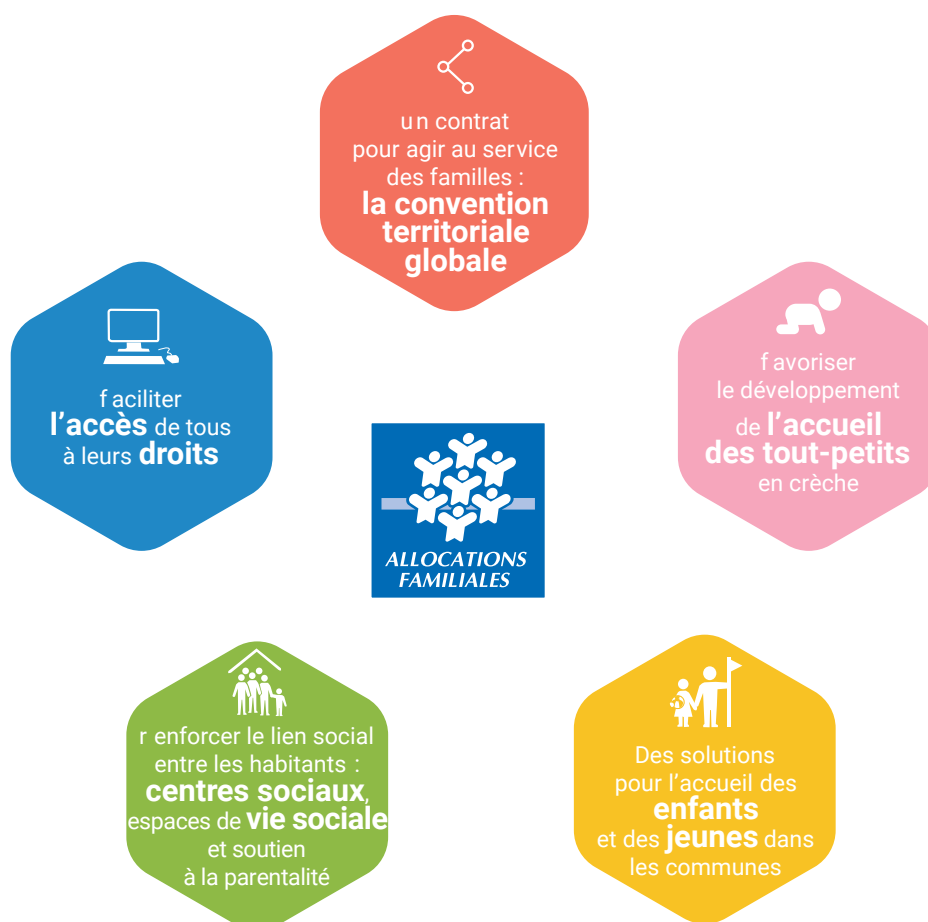 un contrat
pour agir au service
des familles :
la convention
territoriale
globale
faciliter
l'accès de tous
à leurs droits
favoriser
le développement
de l'accueil
des tout-petits
en crèche
ALLOCATIONS
FAMILIALES
renforcer le lien social
entre les habitants :
centres sociaux,
espaces de vie sociale
et soutien
à la parentalité
Des solutions
pour l'accueil des
enfants
et des jeunes dans
les communes